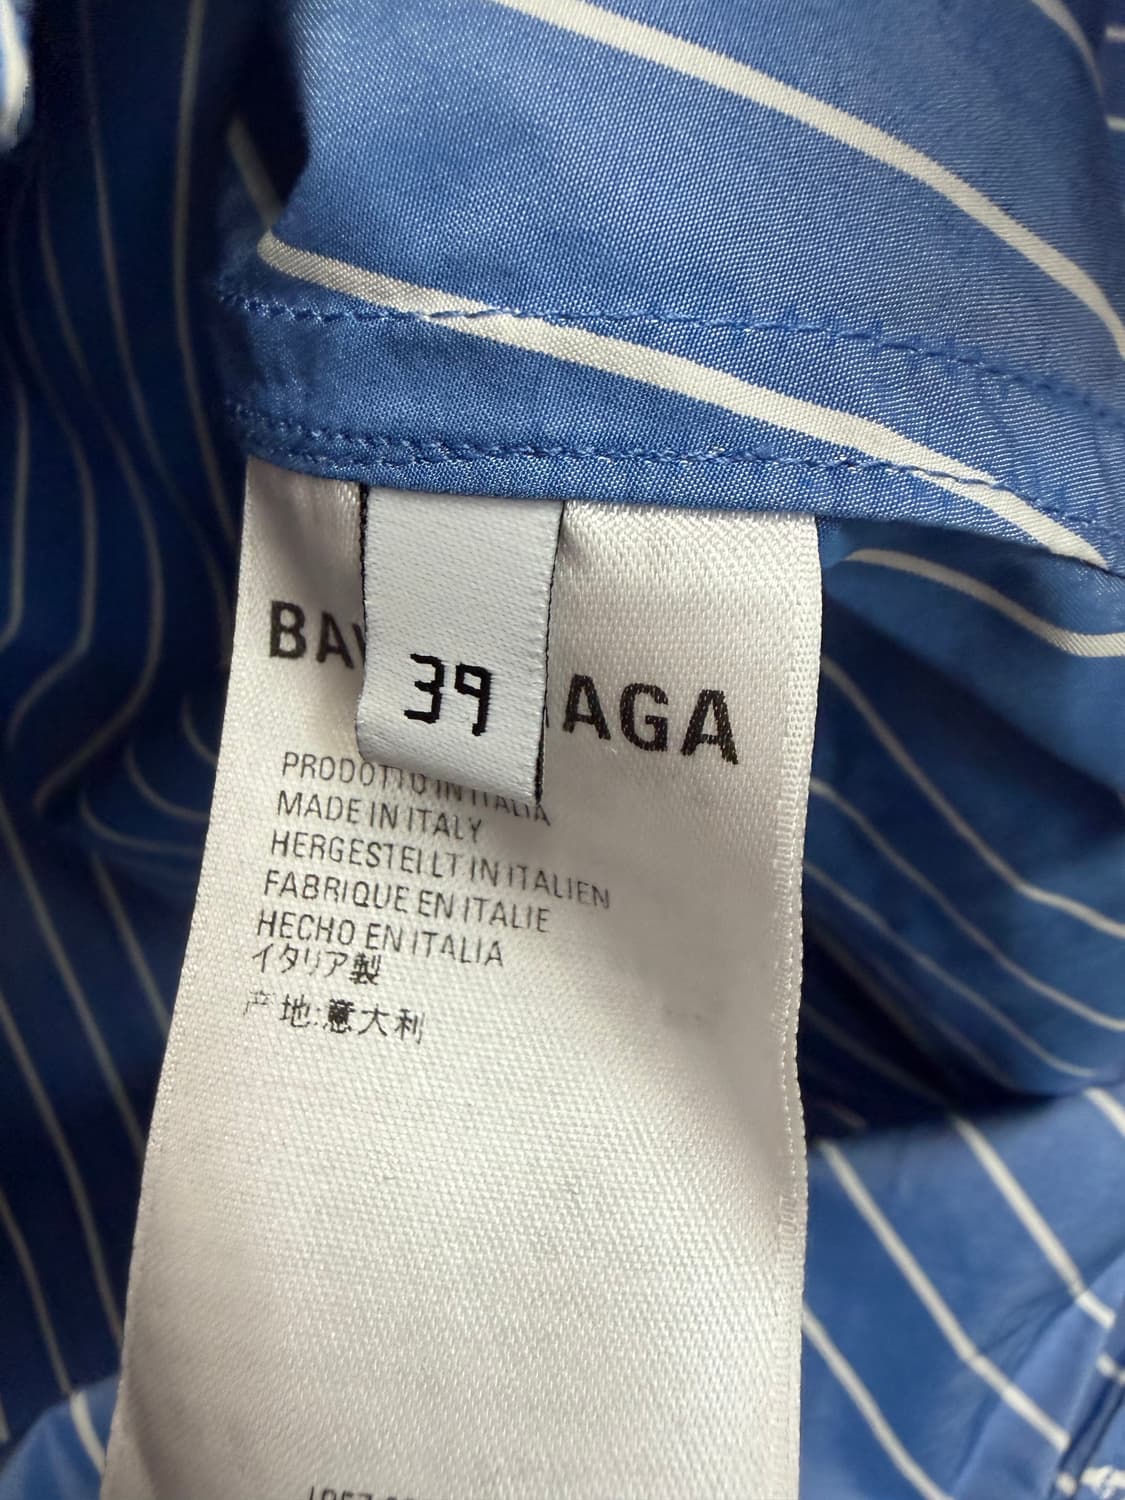 BA AGA
39
PRODOTTO IN ITALIA
MADE IN ITALY
HERGESTELLT IN ITALIEN
FABRIQUE EN ITALIE
HECHO EN ITALIA
イタリア製
产地:意大利